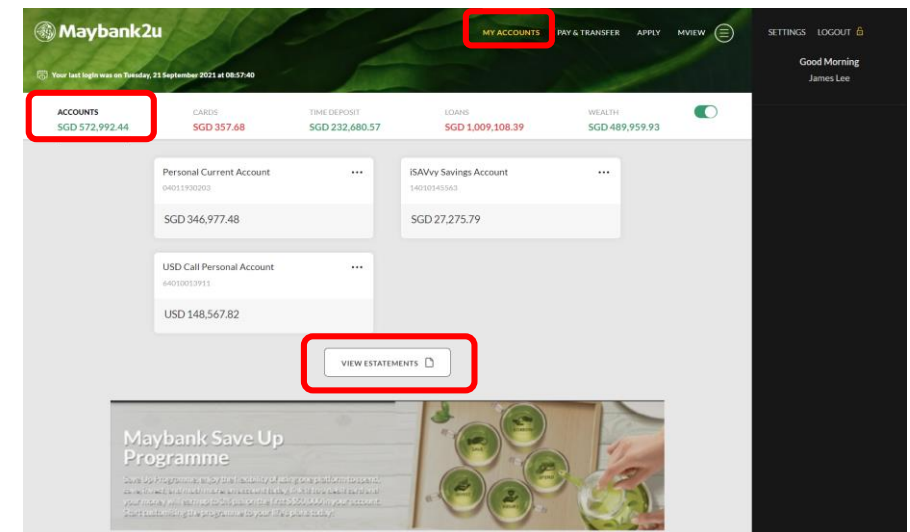 Maybank2u
MY ACCOUNTS PAY & TRANSFER APPLY MVIEW
SETTINGS LOGOUT
Your last login was on Tuesday, 21 September 2021 at 08:57:40
Good Morning
James Lee
ACCOUNTS CARDS TIME DEPOSIT LOANS WEALTH
SGD 572,992.44 SGD 357.68 SGD 232,680.57 SGD 1,009,108.39 SGD 489,959.93
Personal Current Account
04011930203
SGD 346,977.48
iSAVvy Savings Account
14010145563
SGD 27,275.79
USD Call Personal Account
64010013911
USD 148,567.82
VIEW ESTATEMENTS
Maybank Save Up
Programme